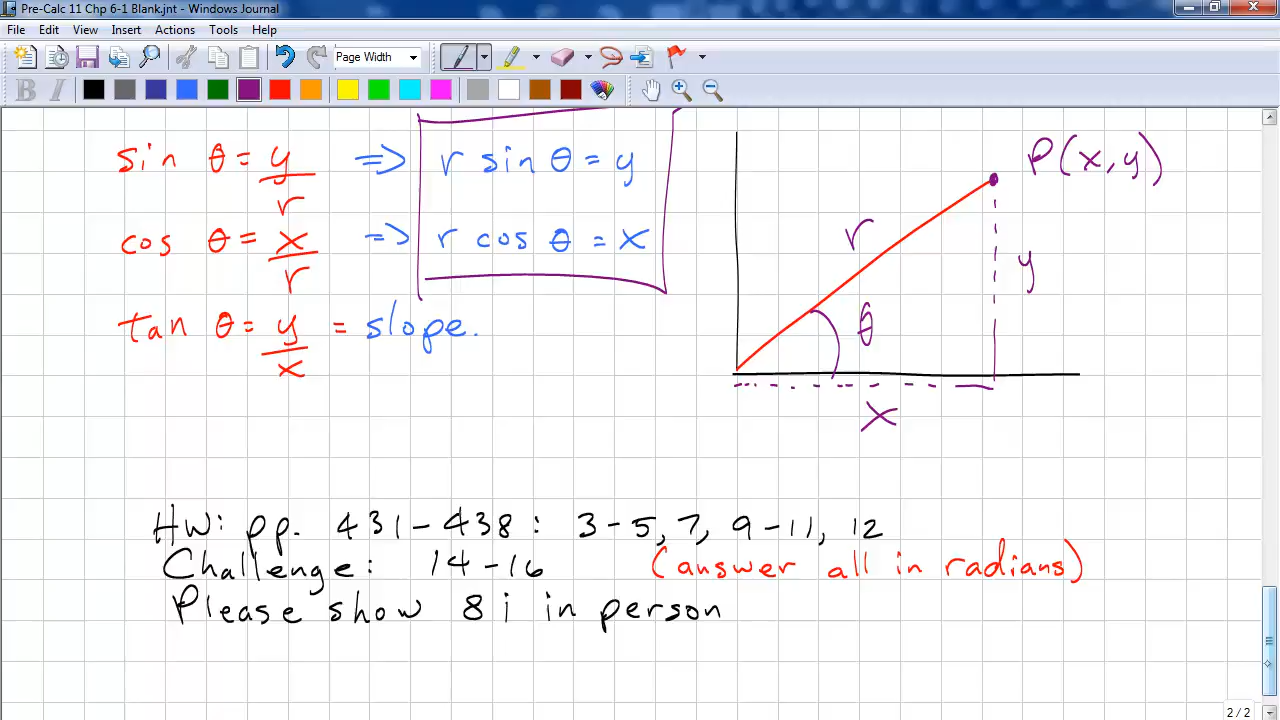 Pre-Calc 11 Chp 6-1 Blank.jnt - Windows Journal
File Edit View Insert Actions Tools Help
Page Width
B I
sin θ = y/r => r sin θ = y
cos θ = x/r => r cos θ = x
tan θ = y/x = slope.
P(x, y)
r
y
θ
x
HW: pp. 431-438: 3-5, 7, 9-11, 12
Challenge: 14-16 (answer all in radians)
Please show 8i in person
2/2